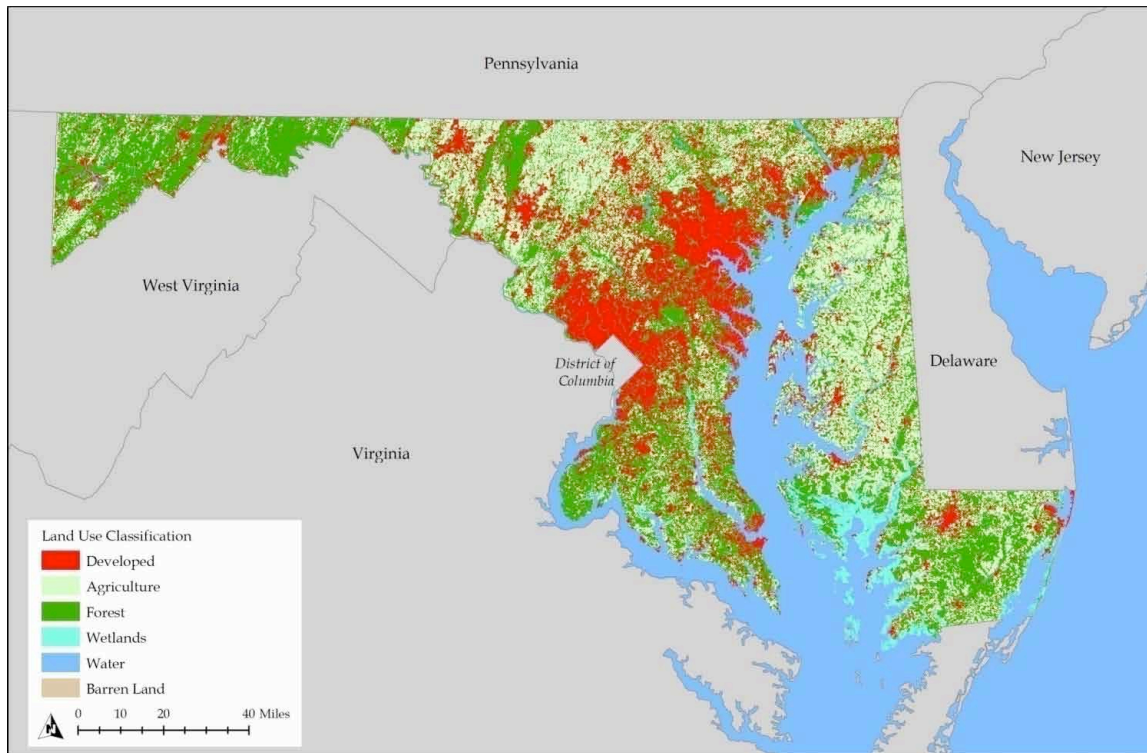 Pennsylvania
New Jersey
West Virginia
District of
Columbia
Delaware
Virginia
Land Use Classification
Developed
Agriculture
Forest
Wetlands
Water
Barren Land
N
0 10 20 40 Miles